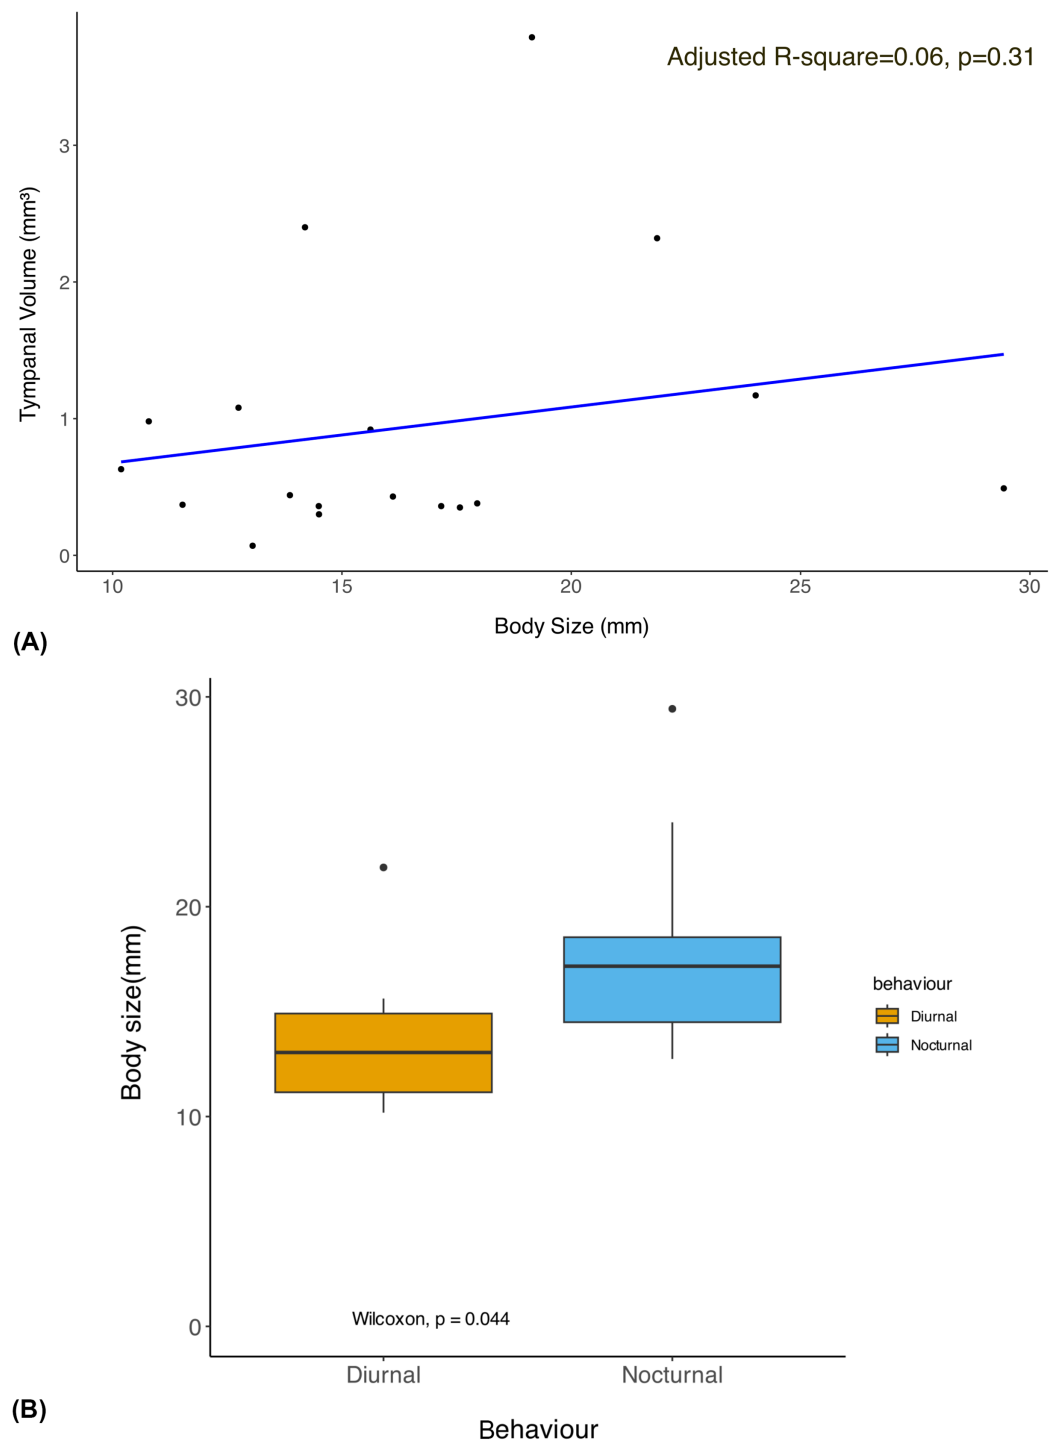 Adjusted R-square=0.06, p=0.31
Tympanal Volume (mm³)
3
2
1
0
10 15 20 25 30
Body Size (mm)
(A)
30
20
10
0
Body size(mm)
behaviour
Diurnal
Nocturnal
Wilcoxon, p = 0.044
Diurnal Nocturnal
(B)
Behaviour